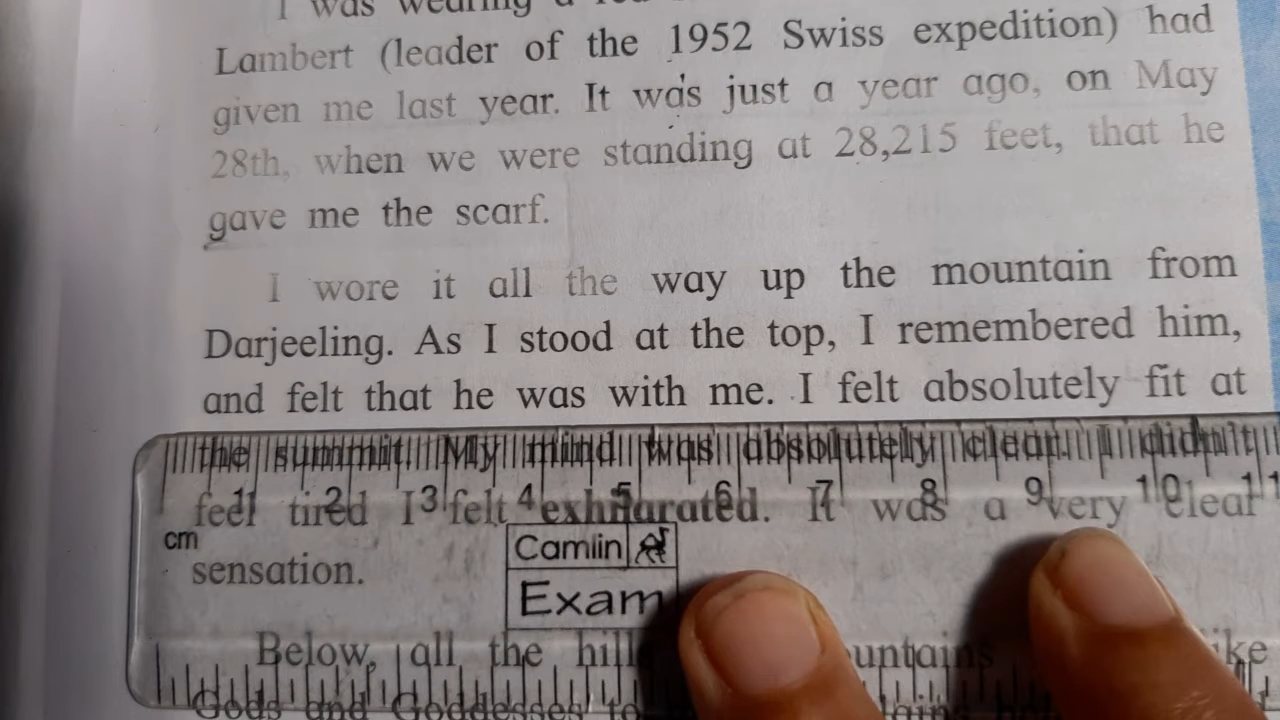 I was wearing a
Lambert (leader of the 1952 Swiss expedition) had
given me last year. It was just a year ago, on May
28th, when we were standing at 28,215 feet, that he
gave me the scarf.
I wore it all the way up the mountain from
Darjeeling. As I stood at the top, I remembered him,
and felt that he was with me. I felt absolutely fit at
the summit. My mind was absolutely clear. I didn't
1 2 3 4 5 6 7 8 9 10 11
feel tired I felt exhilarated. It was a very clear
cm
Camlin
sensation.
Exam
Below, all the
Gods and Goddesses to